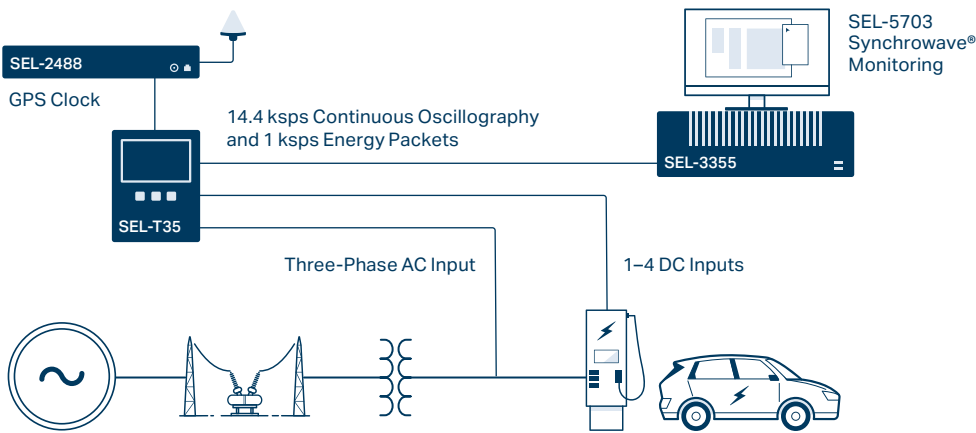 SEL-5703
Synchrowave®
Monitoring
SEL-2488
GPS Clock
14.4 ksps Continuous Oscillography
and 1 ksps Energy Packets
SEL-3355
SEL-T35
Three-Phase AC Input
1–4 DC Inputs